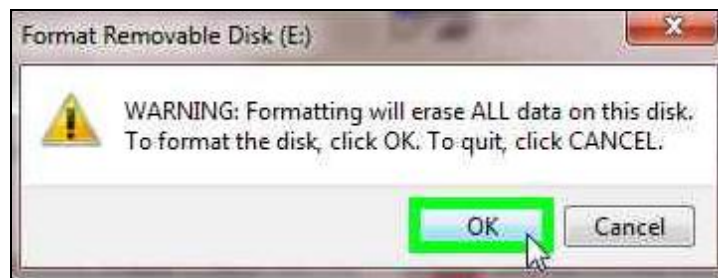 Format Removable Disk (E:)
WARNING: Formatting will erase ALL data on this disk.
To format the disk, click OK. To quit, click CANCEL.
OK
Cancel